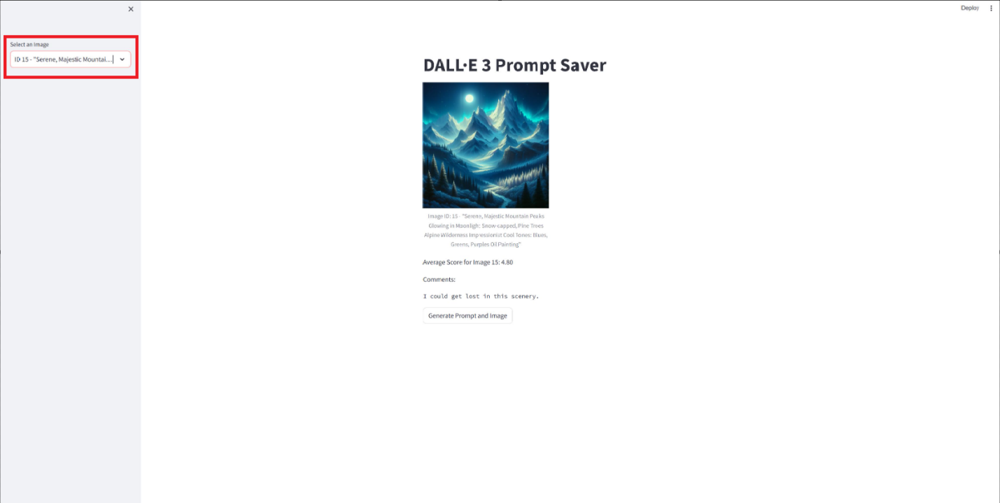 Deploy
Select an Image
ID 15 - "Serene, Majestic Mountai...
DALL·E 3 Prompt Saver
Image ID: 15 - "Serene, Majestic Mountain Peaks
Glowing in Moonligh: Snow-capped, Pine Trees
Alpine Wilderness Impressionist Cool Tones: Blues,
Greens, Purples Oil Painting"
Average Score for Image 15: 4.80
Comments:
I could get lost in this scenery.
Generate Prompt and Image